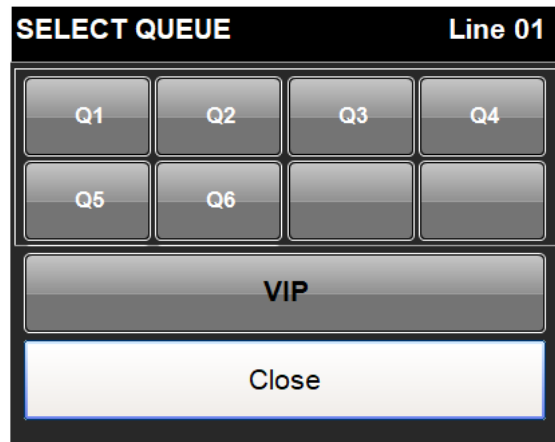 SELECT QUEUE Line 01
Q1 Q2 Q3 Q4
Q5 Q6
VIP
Close